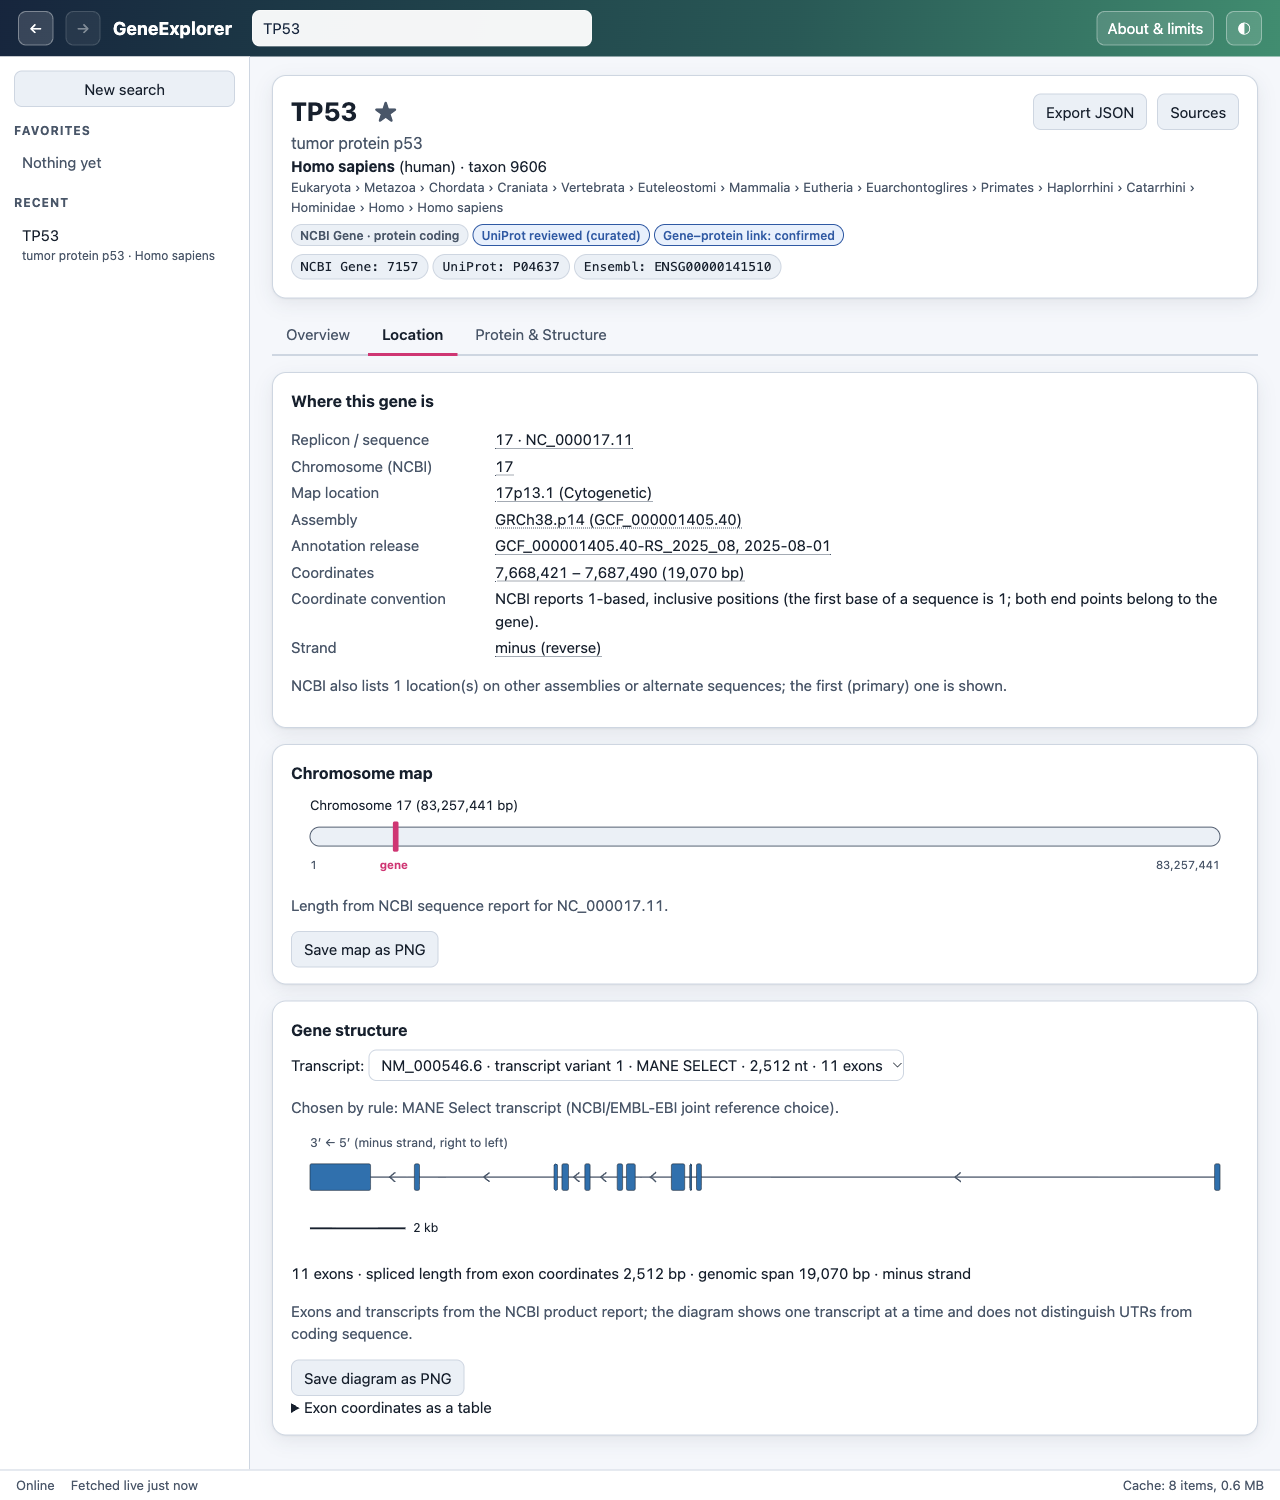 ← → GeneExplorer TP53 About & limits
New search
FAVORITES
Nothing yet
RECENT
TP53
tumor protein p53 · Homo sapiens
TP53 ★ Export JSON Sources
tumor protein p53
Homo sapiens (human) · taxon 9606
Eukaryota › Metazoa › Chordata › Craniata › Vertebrata › Euteleostomi › Mammalia › Eutheria › Euarchontoglires › Primates › Haplorrhini › Catarrhini ›
Hominidae › Homo › Homo sapiens
NCBI Gene · protein coding UniProt reviewed (curated) Gene–protein link: confirmed
NCBI Gene: 7157 UniProt: P04637 Ensembl: ENSG00000141510
Overview Location Protein & Structure
Where this gene is
Replicon / sequence 17 · NC_000017.11
Chromosome (NCBI) 17
Map location 17p13.1 (Cytogenetic)
Assembly GRCh38.p14 (GCF_000001405.40)
Annotation release GCF_000001405.40-RS_2025_08, 2025-08-01
Coordinates 7,668,421 – 7,687,490 (19,070 bp)
Coordinate convention NCBI reports 1-based, inclusive positions (the first base of a sequence is 1; both end points belong to the
gene).
Strand minus (reverse)
NCBI also lists 1 location(s) on other assemblies or alternate sequences; the first (primary) one is shown.
Chromosome map
Chromosome 17 (83,257,441 bp)
1 gene 83,257,441
Length from NCBI sequence report for NC_000017.11.
Save map as PNG
Gene structure
Transcript: NM_000546.6 · transcript variant 1 · MANE SELECT · 2,512 nt · 11 exons
Chosen by rule: MANE Select transcript (NCBI/EMBL-EBI joint reference choice).
3′ ← 5′ (minus strand, right to left)
2 kb
11 exons · spliced length from exon coordinates 2,512 bp · genomic span 19,070 bp · minus strand
Exons and transcripts from the NCBI product report; the diagram shows one transcript at a time and does not distinguish UTRs from
coding sequence.
Save diagram as PNG
▶ Exon coordinates as a table
Online Fetched live just now Cache: 8 items, 0.6 MB